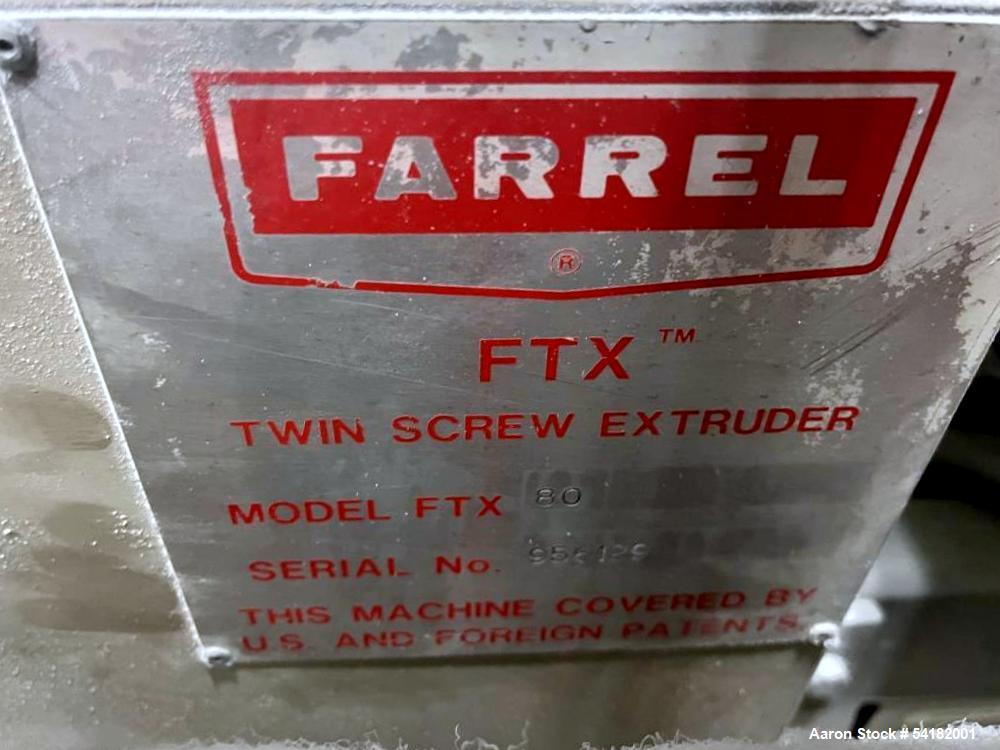 FARREL
®
FTX ™
TWIN SCREW EXTRUDER
MODEL FTX 80
SERIAL No.
THIS MACHINE COVERED BY
U.S. AND FOREIGN PATENTS.
Aaron Stock # 54182001